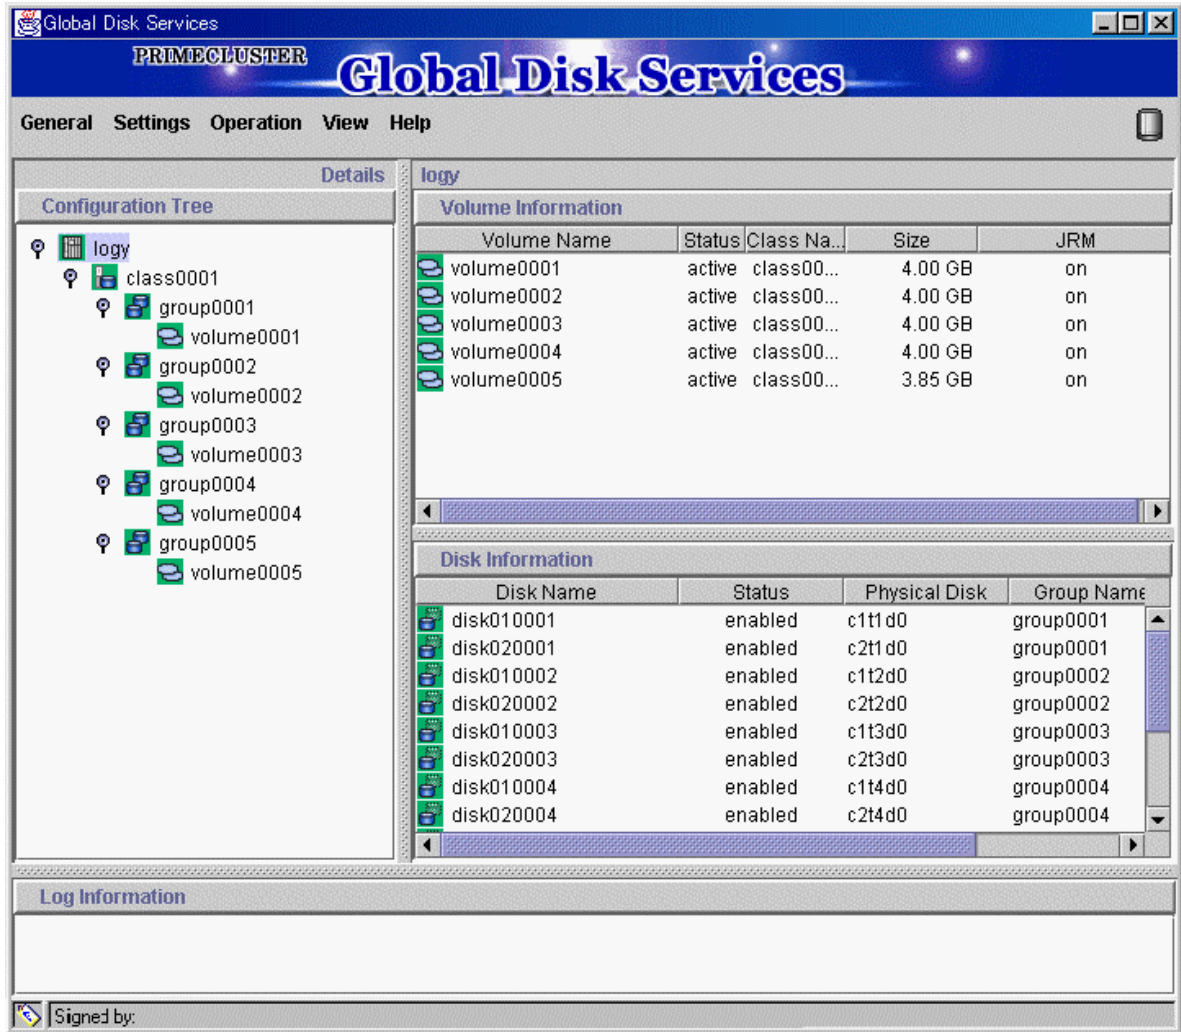 Global Disk Services
PRIMECLUSTER
Global Disk Services
General Settings Operation View Help
Details
Configuration Tree
logy
class0001
group0001
volume0001
group0002
volume0002
group0003
volume0003
group0004
volume0004
group0005
volume0005
logy
Volume Information
Volume Name Status Class Na... Size JRM
volume0001 active class00... 4.00 GB on
volume0002 active class00... 4.00 GB on
volume0003 active class00... 4.00 GB on
volume0004 active class00... 4.00 GB on
volume0005 active class00... 3.85 GB on
Disk Information
Disk Name Status Physical Disk Group Name
disk010001 enabled c1t1d0 group0001
disk020001 enabled c2t1d0 group0001
disk010002 enabled c1t2d0 group0002
disk020002 enabled c2t2d0 group0002
disk010003 enabled c1t3d0 group0003
disk020003 enabled c2t3d0 group0003
disk010004 enabled c1t4d0 group0004
disk020004 enabled c2t4d0 group0004
Log Information
Signed by: